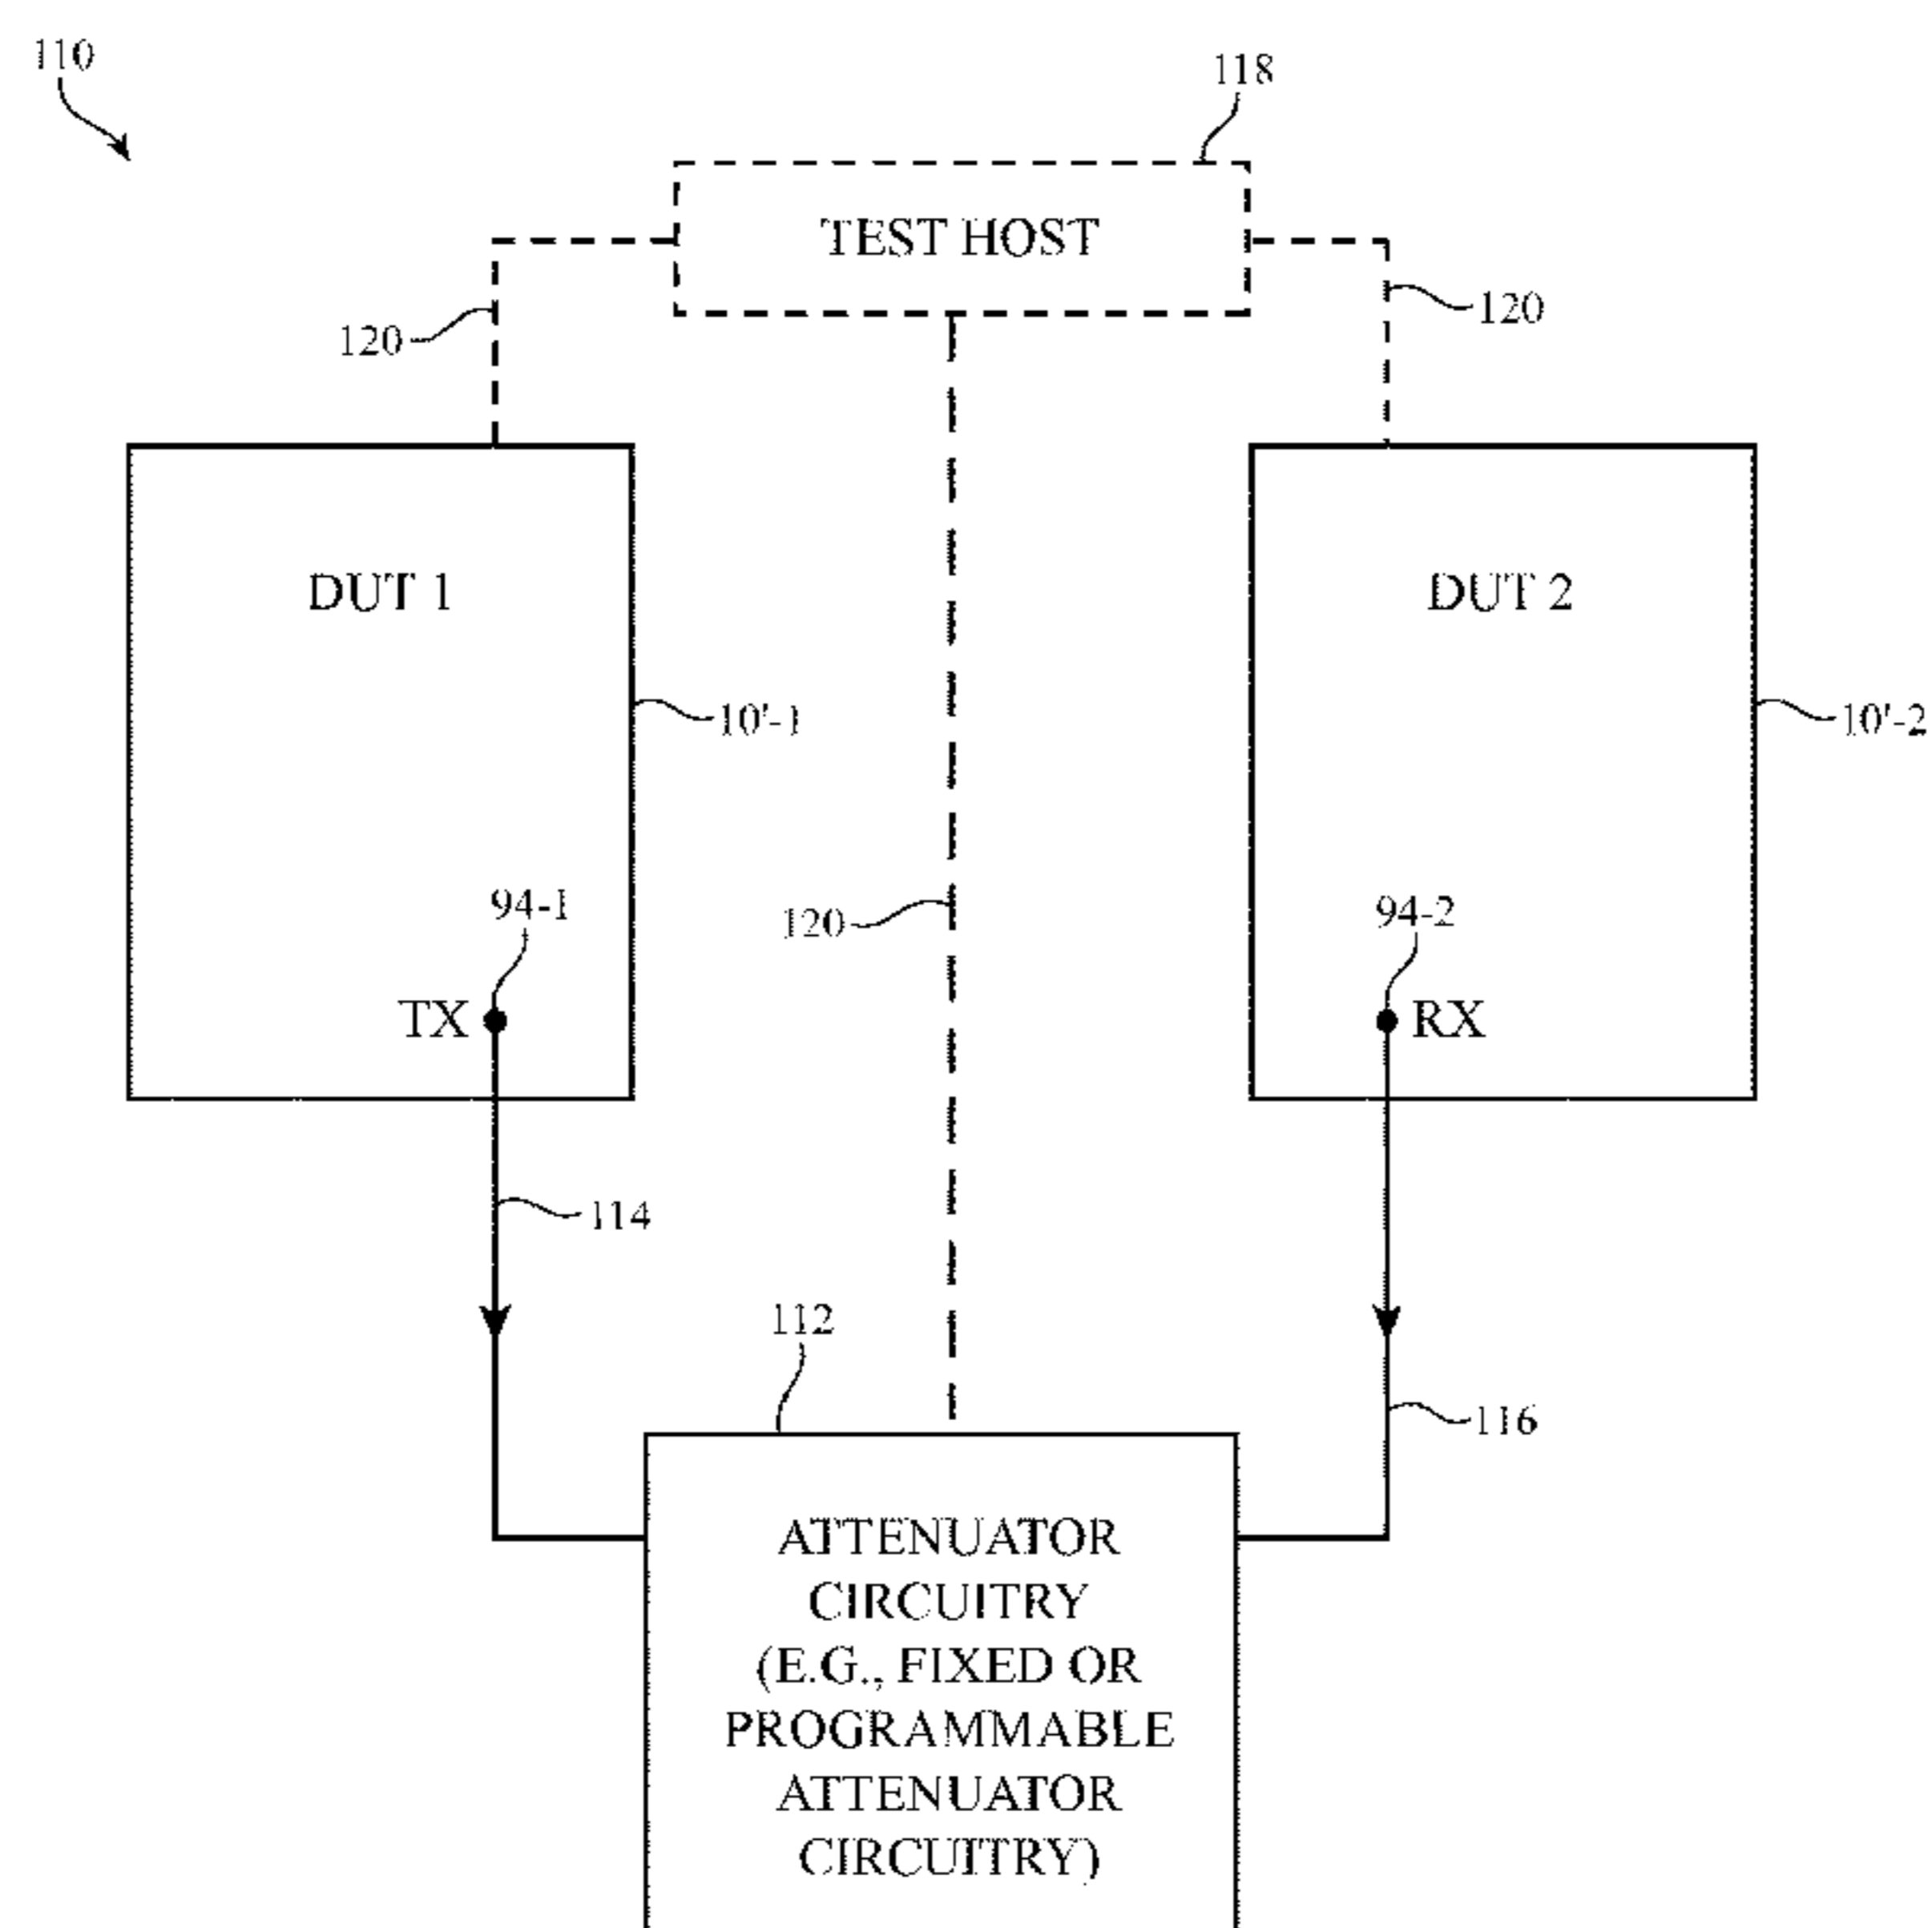 110
118
TEST HOST
120
120
DUT 1
DUT 2
10'-1
10'-2
94-1
94-2
120
TX
RX
114
112
116
ATTENUATOR
CIRCUITRY
(E.G., FIXED OR
PROGRAMMABLE
ATTENUATOR
CIRCUITRY)